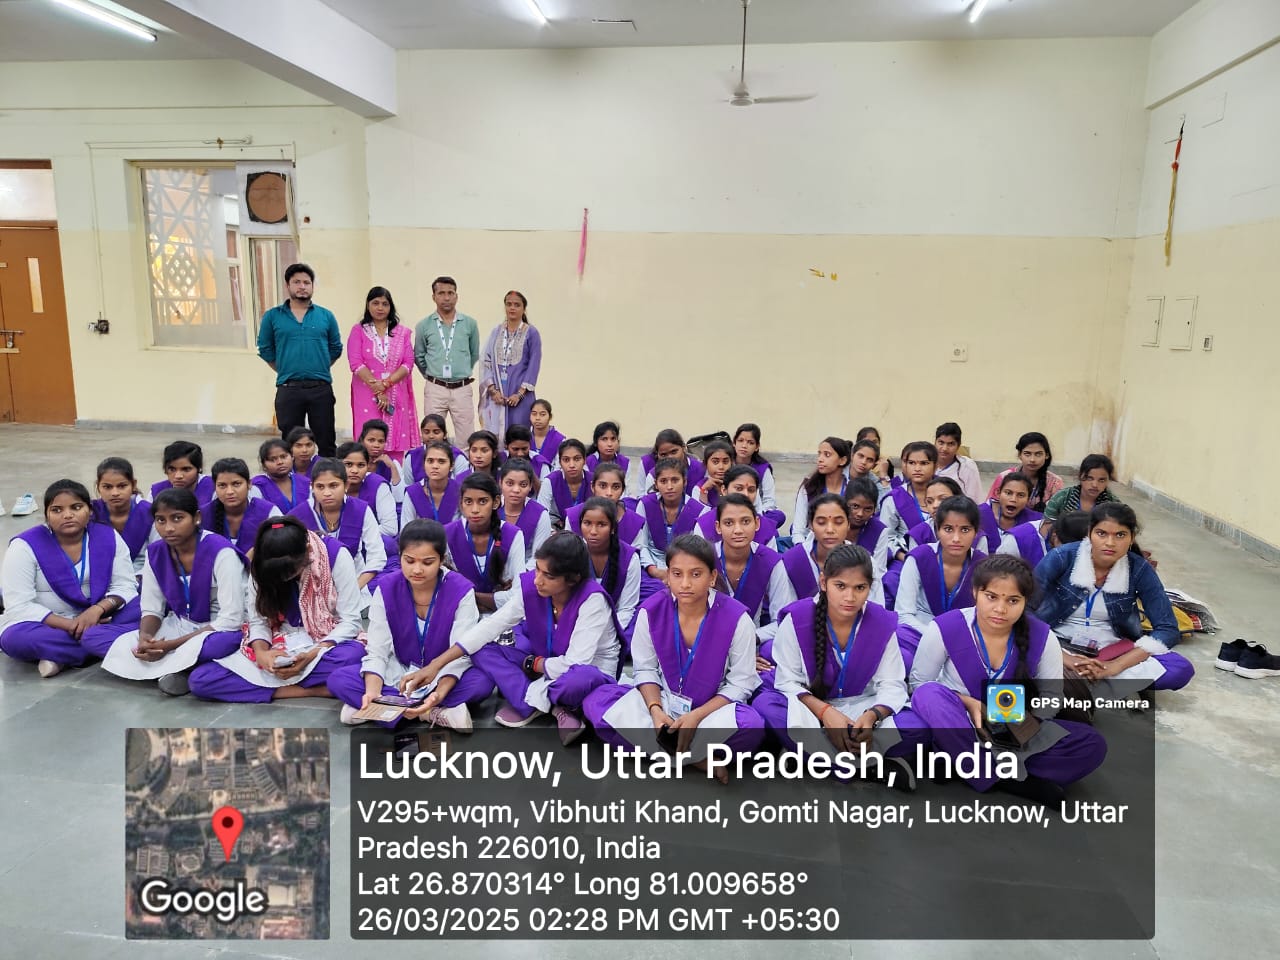 GPS Map Camera
Lucknow, Uttar Pradesh, India
V295+wqm, Vibhuti Khand, Gomti Nagar, Lucknow, Uttar
Pradesh 226010, India
Lat 26.870314° Long 81.009658°
26/03/2025 02:28 PM GMT +05:30
Google